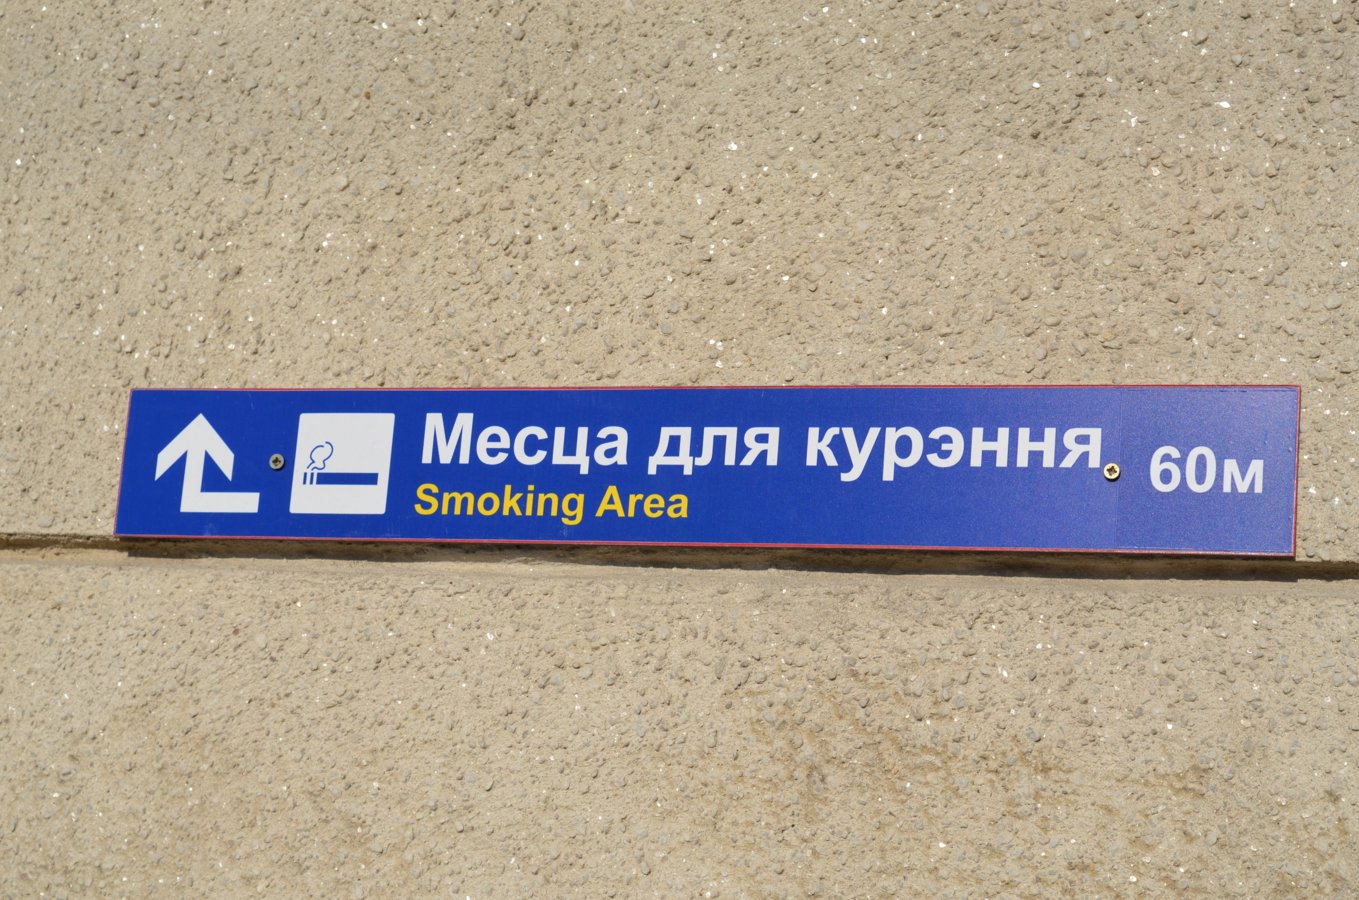 Месца для курэння
Smoking Area
60м